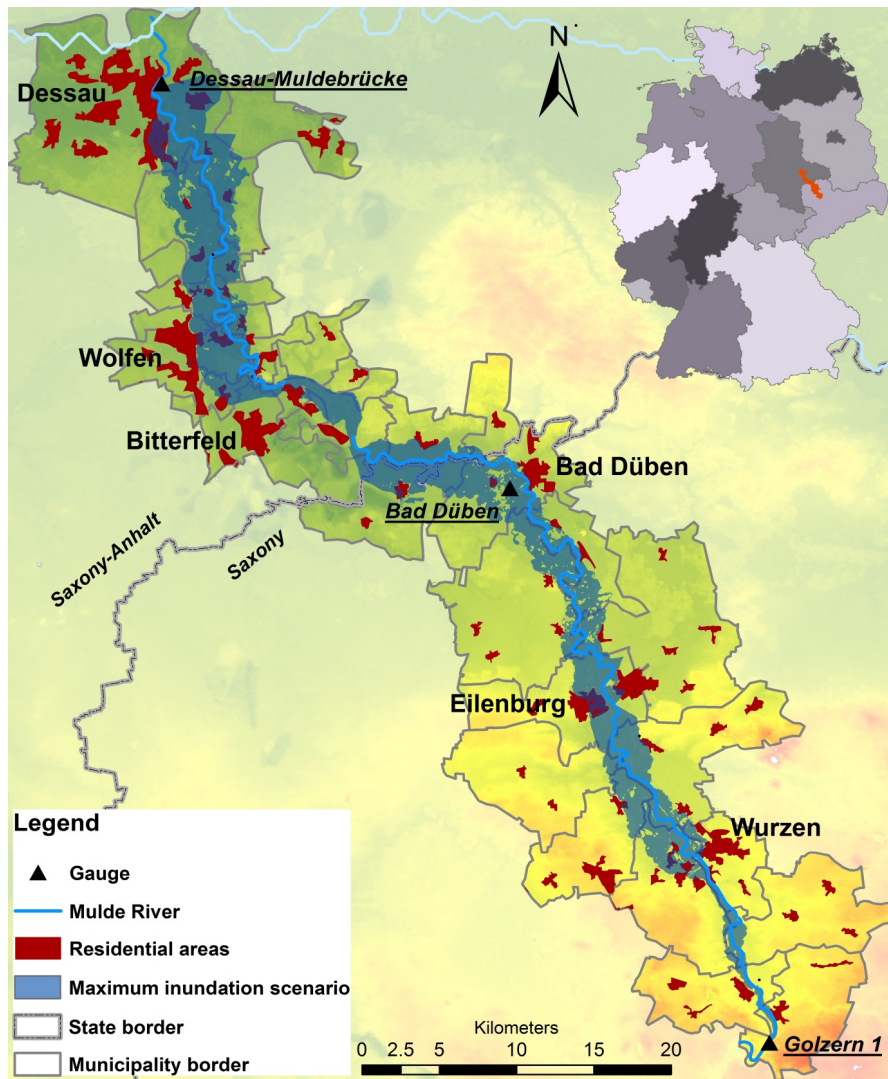 N
Dessau-Muldebrücke
Dessau
Wolfen
Bitterfeld
Bad Düben
Bad Düben
Saxony-Anhalt
Saxony
Eilenburg
Wurzen
Legend
Gauge
Mulde River
Residential areas
Maximum inundation scenario
State border
Municipality border
Kilometers
0 2.5 5 10 15 20
Golzern 1